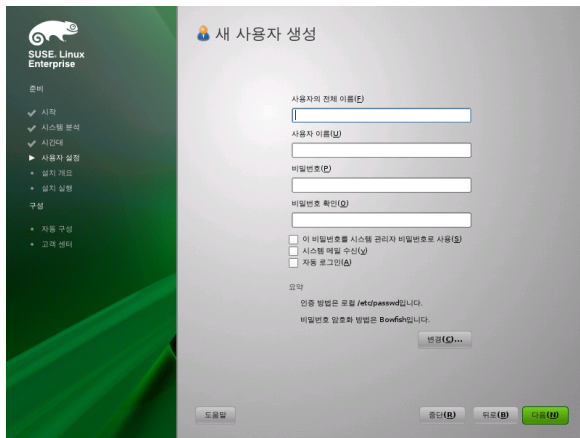 SUSE. Linux
Enterprise
준비
시작
시스템 분석
시간대
사용자 설정
설치 개요
설치 실행
구성
자동 구성
고객 센터
새 사용자 생성
사용자의 전체 이름(F)
사용자 이름(U)
비밀번호(P)
비밀번호 확인(O)
이 비밀번호를 시스템 관리자 비밀번호로 사용(S)
시스템 메일 수신(v)
자동 로그인(A)
요약
인증 방법은 로컬 /etc/passwd입니다.
비밀번호 암호화 방법은 Bowfish입니다.
변경(C)...
도움말
중단(R)
뒤로(B)
다음(N)